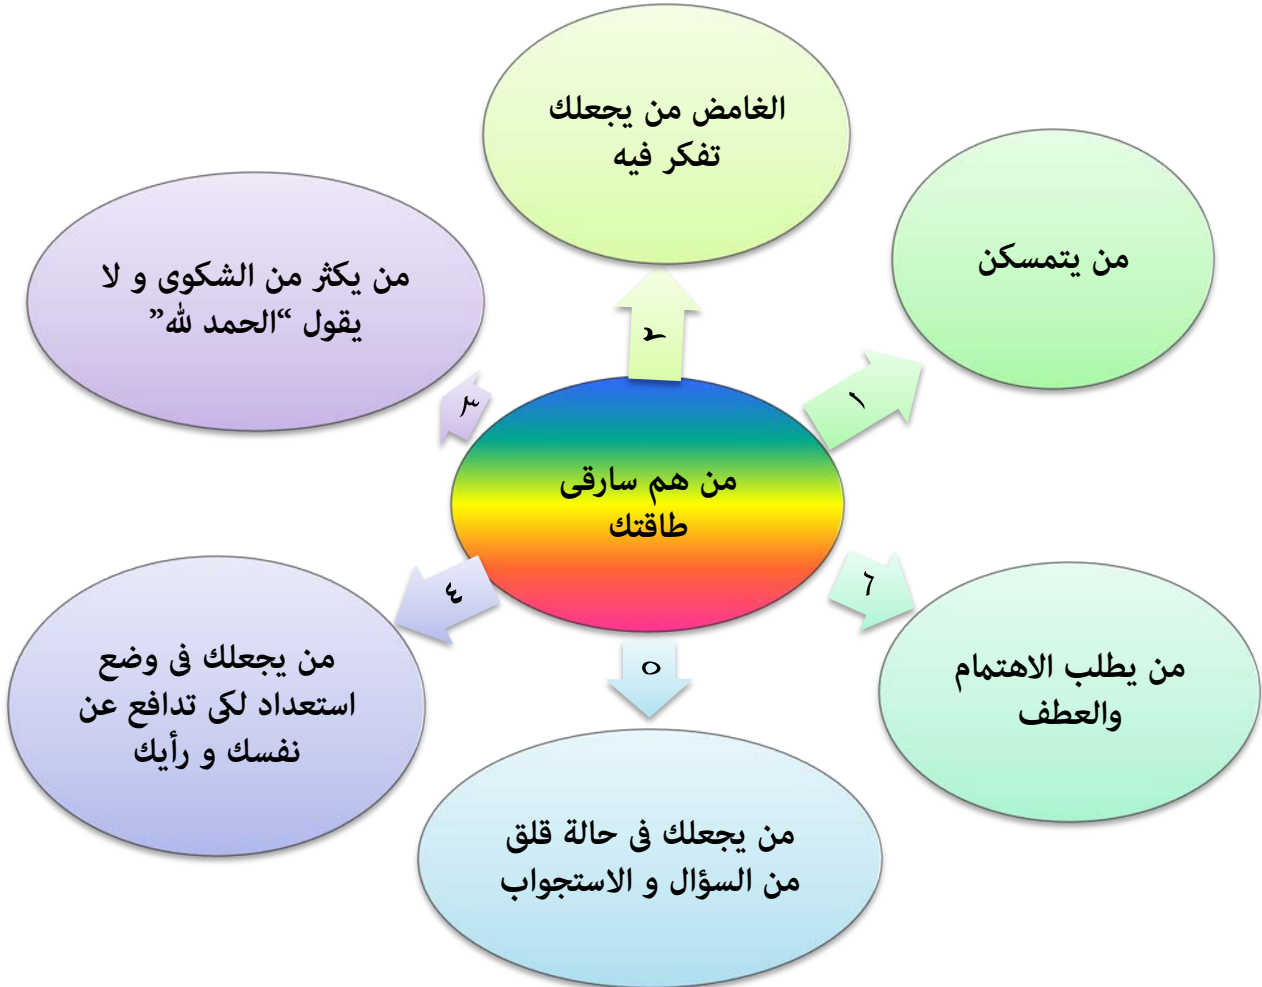 من هم سارقى
طاقتك
١
من يتمسكن
٢
الغامض من يجعلك
تفكر فيه
٣
من يكثر من الشكوى و لا
يقول “الحمد لله”
٤
من يجعلك فى وضع
استعداد لكى تدافع عن
نفسك و رأيك
٥
من يجعلك فى حالة قلق
من السؤال و الاستجواب
٦
من يطلب الاهتمام
والعطف